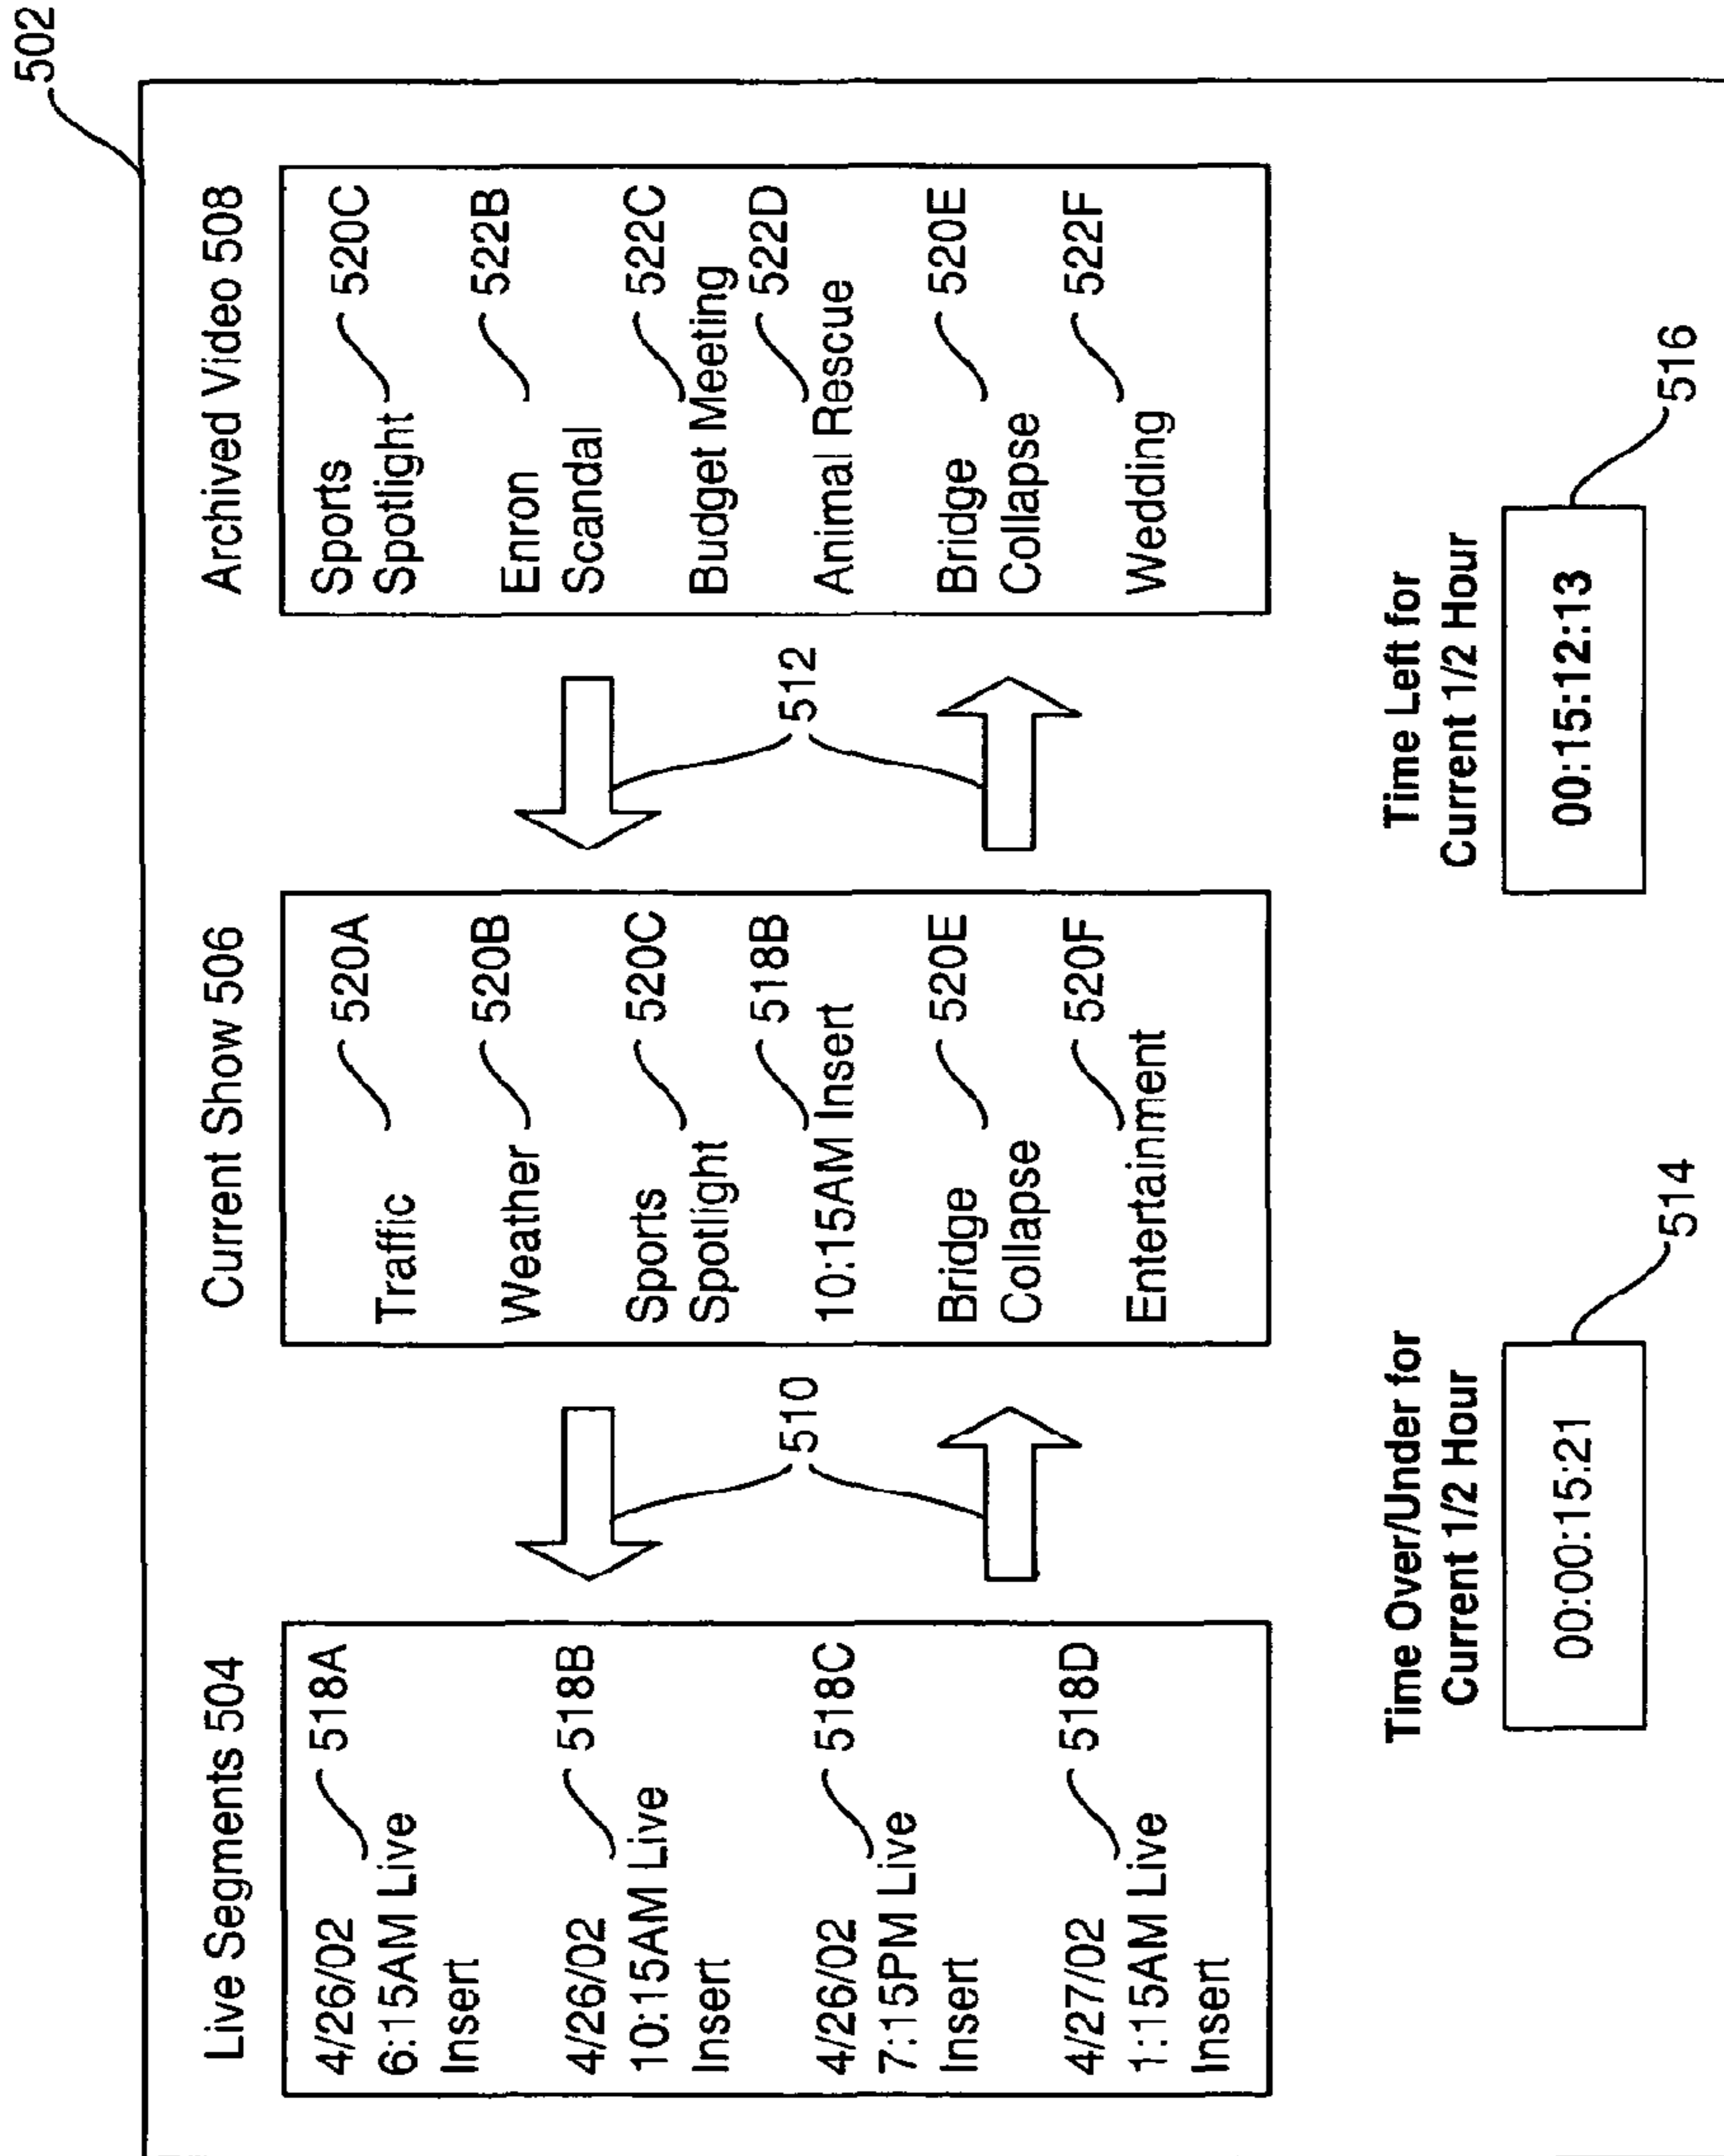 502
Live Segments 504
4/26/02
6:15AM Live
Insert
518A
4/26/02
10:15AM Live
Insert
518B
4/26/02
7:15PM Live
Insert
518C
4/27/02
1:15AM Live
Insert
518D
510
Current Show 506
Traffic
520A
Weather
520B
Sports
Spotlight
520C
10:15AM Insert
518B
Bridge
Collapse
520E
Entertainment
520F
512
Archived Video 508
Sports
Spotlight
520C
Enron
Scandal
522B
Budget Meeting
522C
Animal Rescue
522D
Bridge
Collapse
520E
Wedding
522F
Time Over/Under for
Current 1/2 Hour
00:00:15:21
514
Time Left for
Current 1/2 Hour
00:15:12:13
516